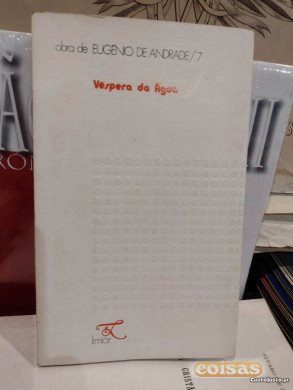 obra de EUGÉNIO DE ANDRADE/7
Véspera da Água
limiar
coisas